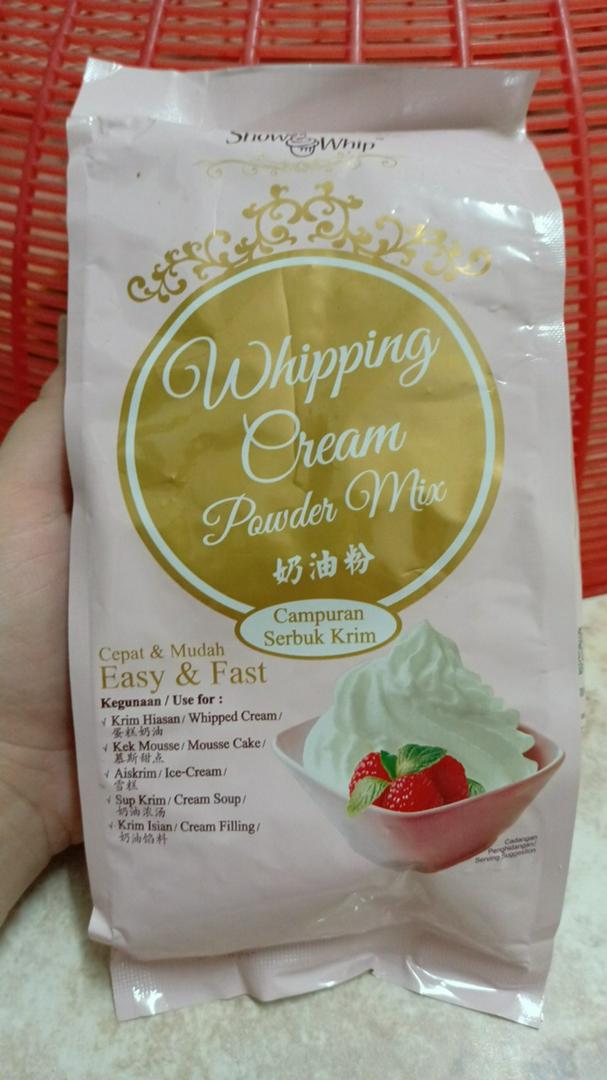 Show Whip
Whipping
Cream
Powder Mix
奶油粉
Campuran
Serbuk Krim
Cepat & Mudah
Easy & Fast
Kegunaan / Use for :
√ Krim Hiasan / Whipped Cream /
蛋糕奶油
√ Kek Mousse / Mousse Cake /
慕斯甜点
√ Aiskrim / Ice-Cream /
雪糕
√ Sup Krim / Cream Soup /
奶油浓汤
√ Krim Isian / Cream Filling /
奶油馅料
Cadangan
Penghidangan/
Serving Suggestion